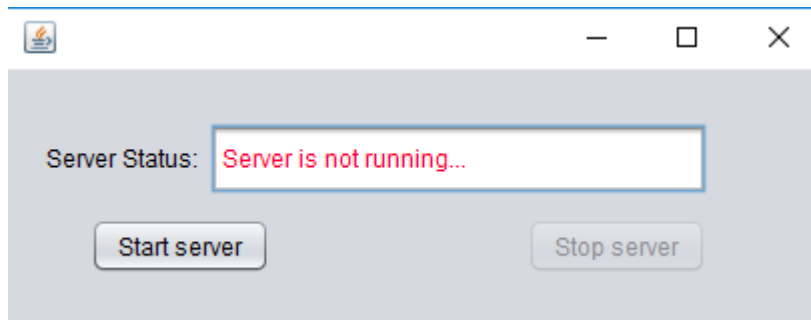 Server Status: Server is not running...
Start server Stop server